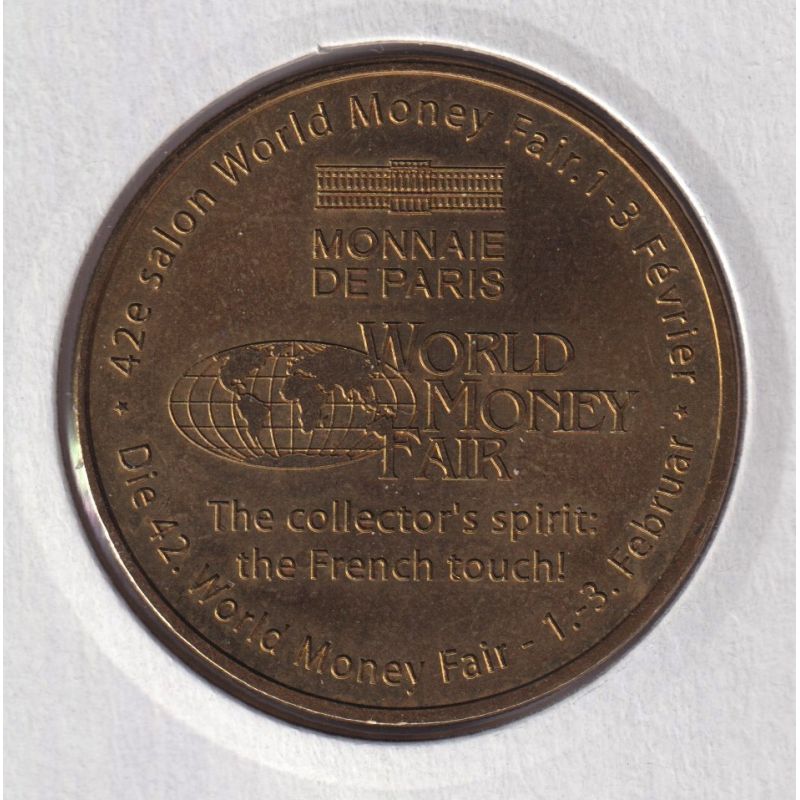 42e salon World Money Fair. 1-3 Février
MONNAIE
DE PARIS
WORLD
MONEY
FAIR
The collector's spirit:
the French touch!
Die 42. World Money Fair - 1.-3. Februar